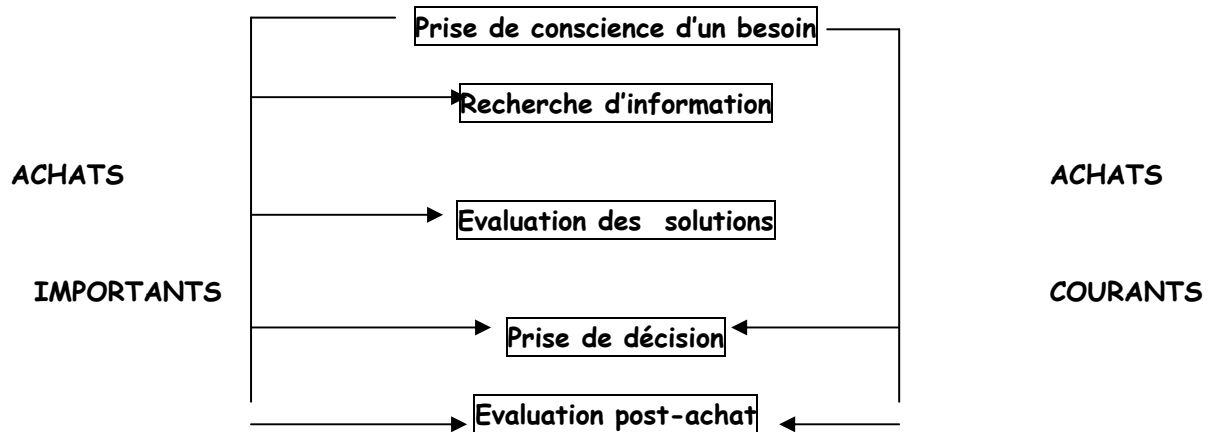 Prise de conscience d’un besoin
Recherche d’information
ACHATS
ACHATS
Evaluation des solutions
IMPORTANTS
COURANTS
Prise de décision
Evaluation post-achat